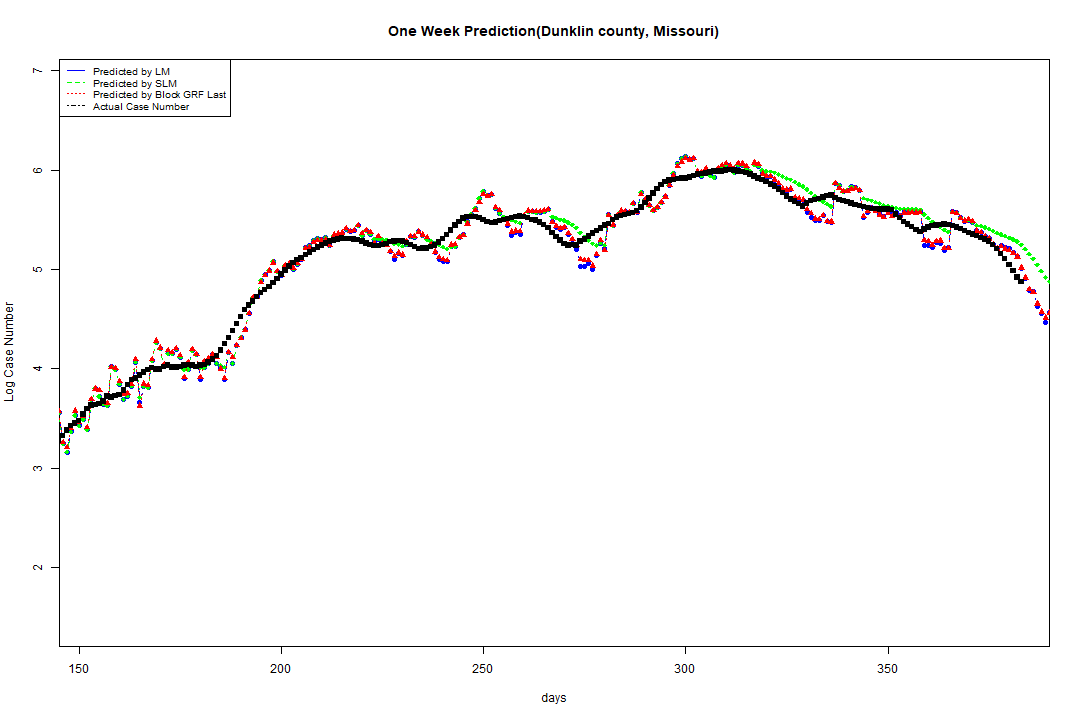 One Week Prediction(Dunklin county, Missouri)
Predicted by LM
Predicted by SLM
Predicted by Block GRF Last
Actual Case Number
7
6
5
4
3
2
Log Case Number
150 200 250 300 350
days